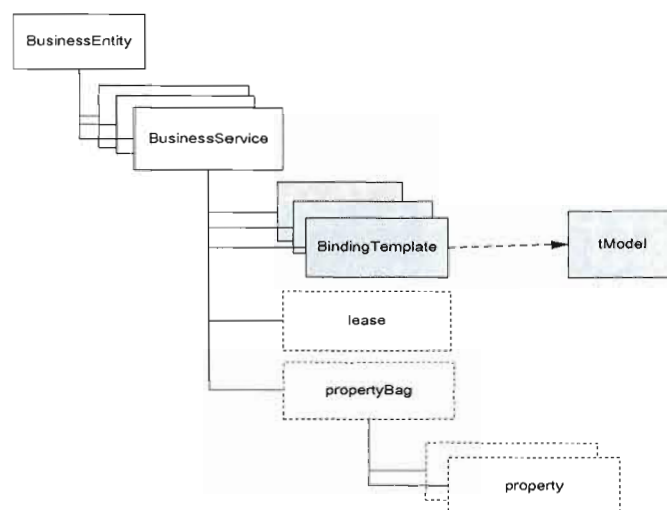 BusinessEntity
BusinessService
BindingTemplate
tModel
lease
propertyBag
property